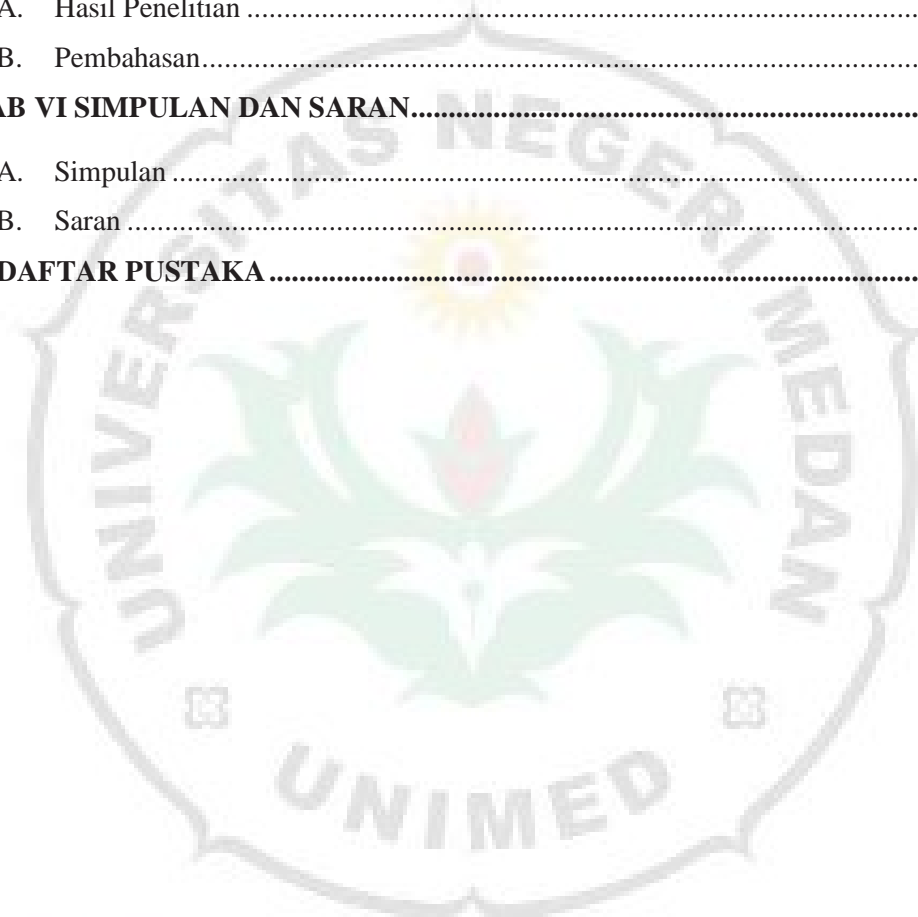 A. Hasil Penelitian ........................................................................................
B. Pembahasan..............................................................................................
AB VI SIMPULAN DAN SARAN................................................................
A. Simpulan ..................................................................................................
B. Saran ........................................................................................................
DAFTAR PUSTAKA ...................................................................................
UNIVERSITAS NEGERI MEDAN
UNIMED